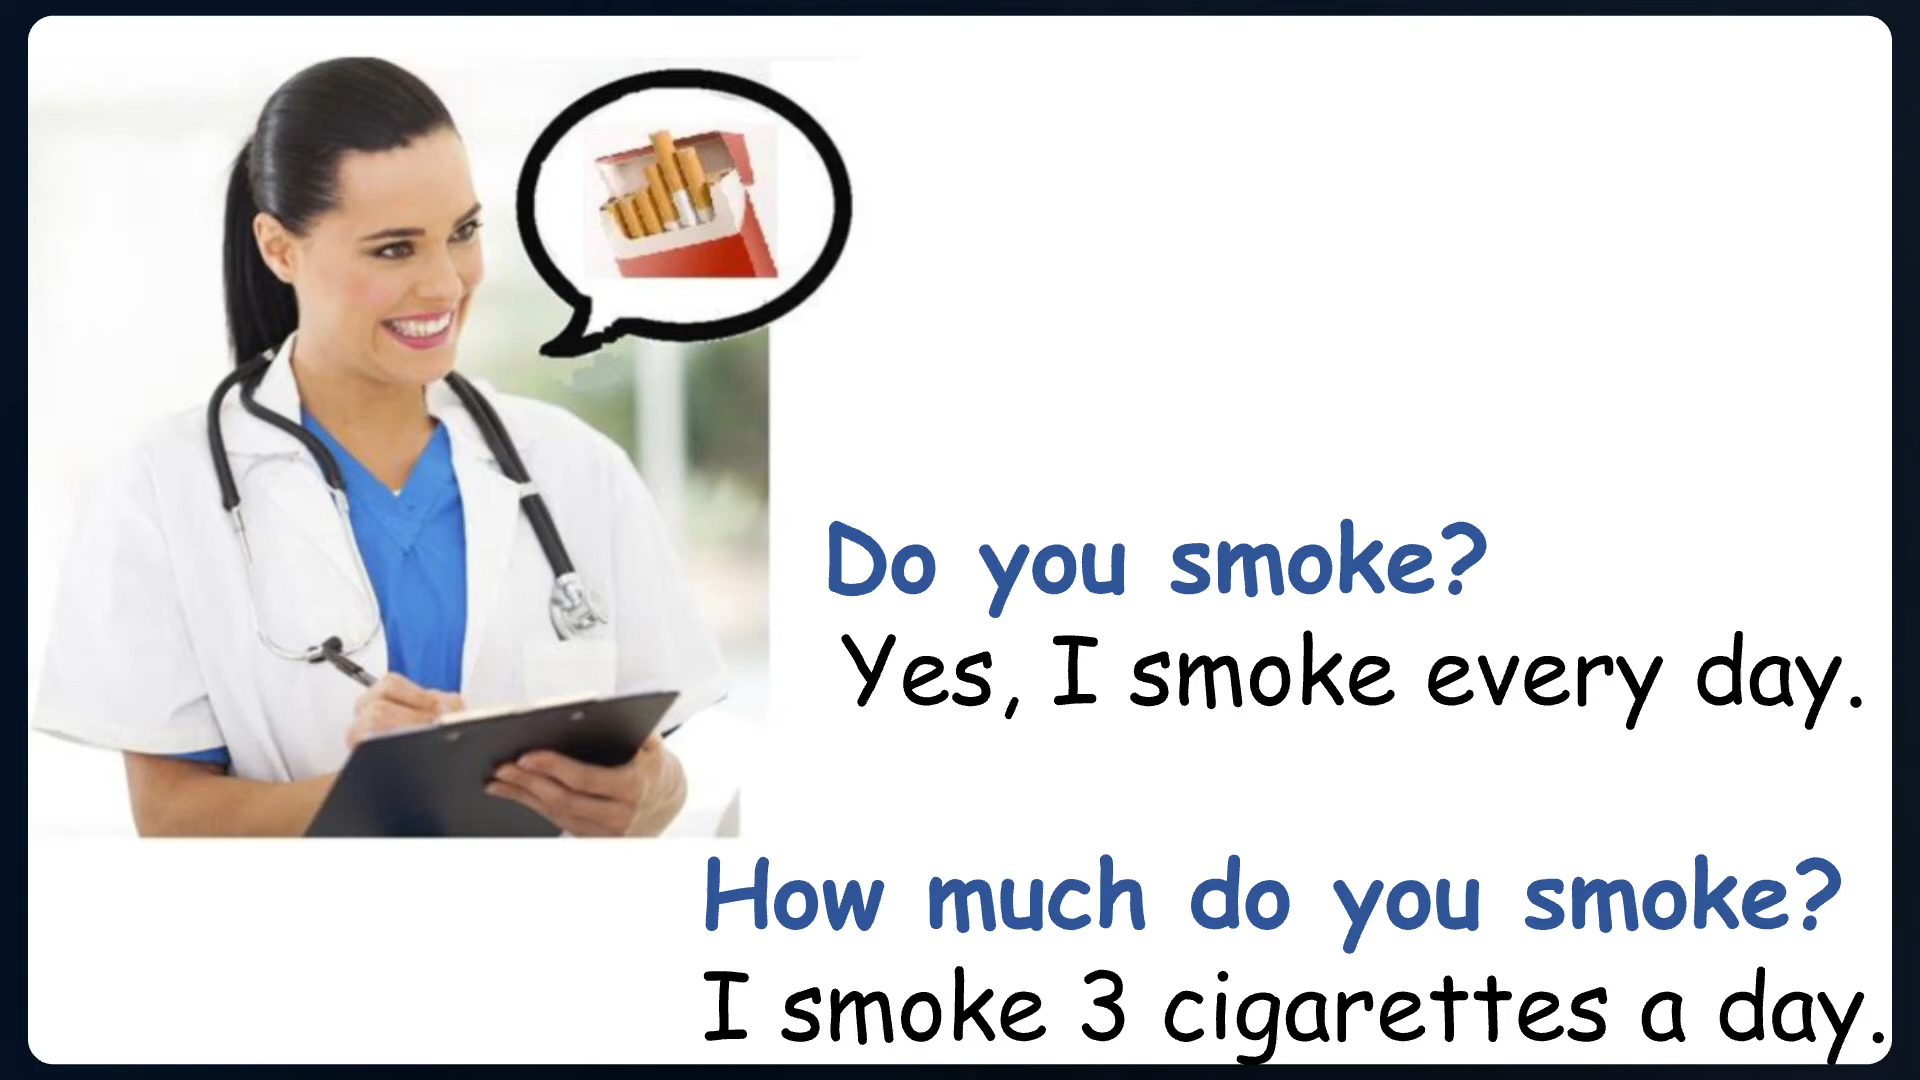 Do you smoke?
Yes, I smoke every day.
How much do you smoke?
I smoke 3 cigarettes a day.